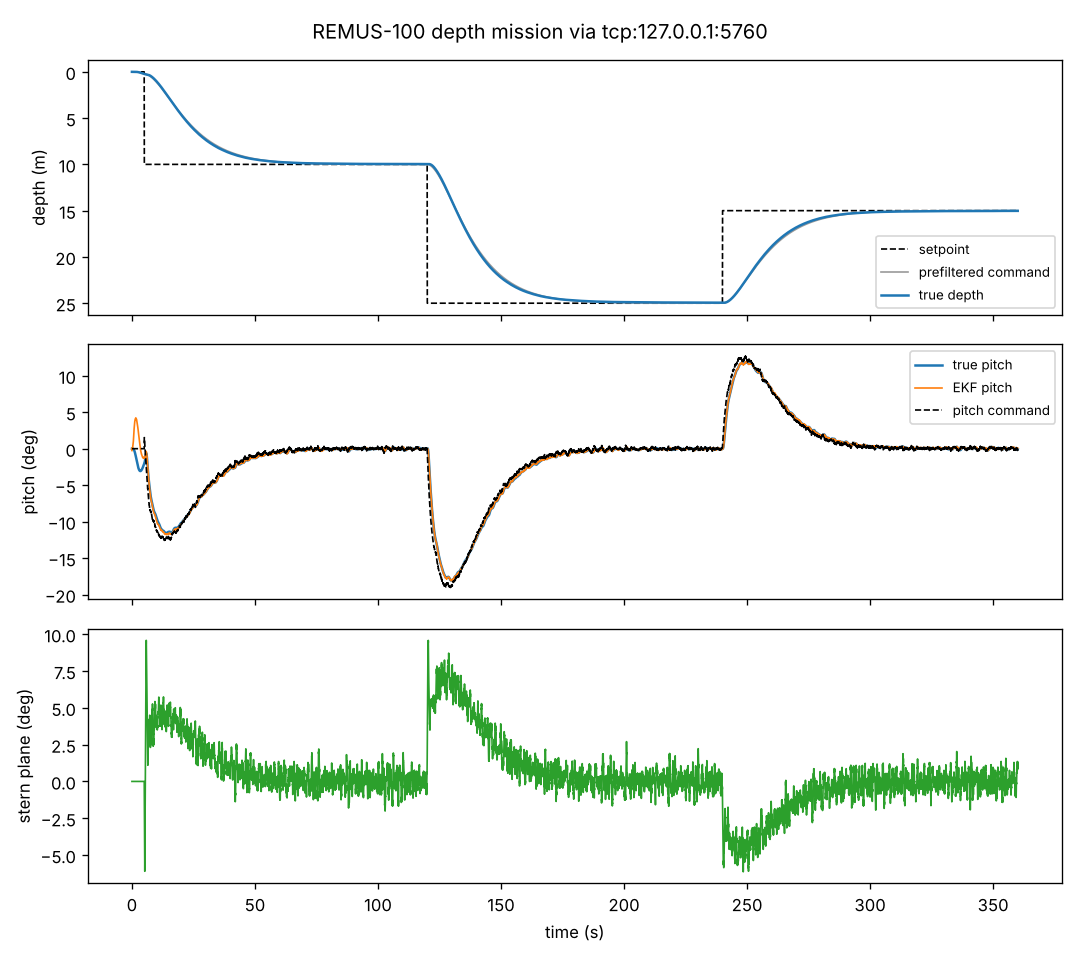 REMUS-100 depth mission via tcp:127.0.0.1:5760
0
5
10
15
20
25
depth (m)
setpoint
prefiltered command
true depth
10
5
0
−5
−10
−15
−20
pitch (deg)
true pitch
EKF pitch
pitch command
10.0
7.5
5.0
2.5
0.0
−2.5
−5.0
stern plane (deg)
0
50
100
150
200
250
300
350
time (s)